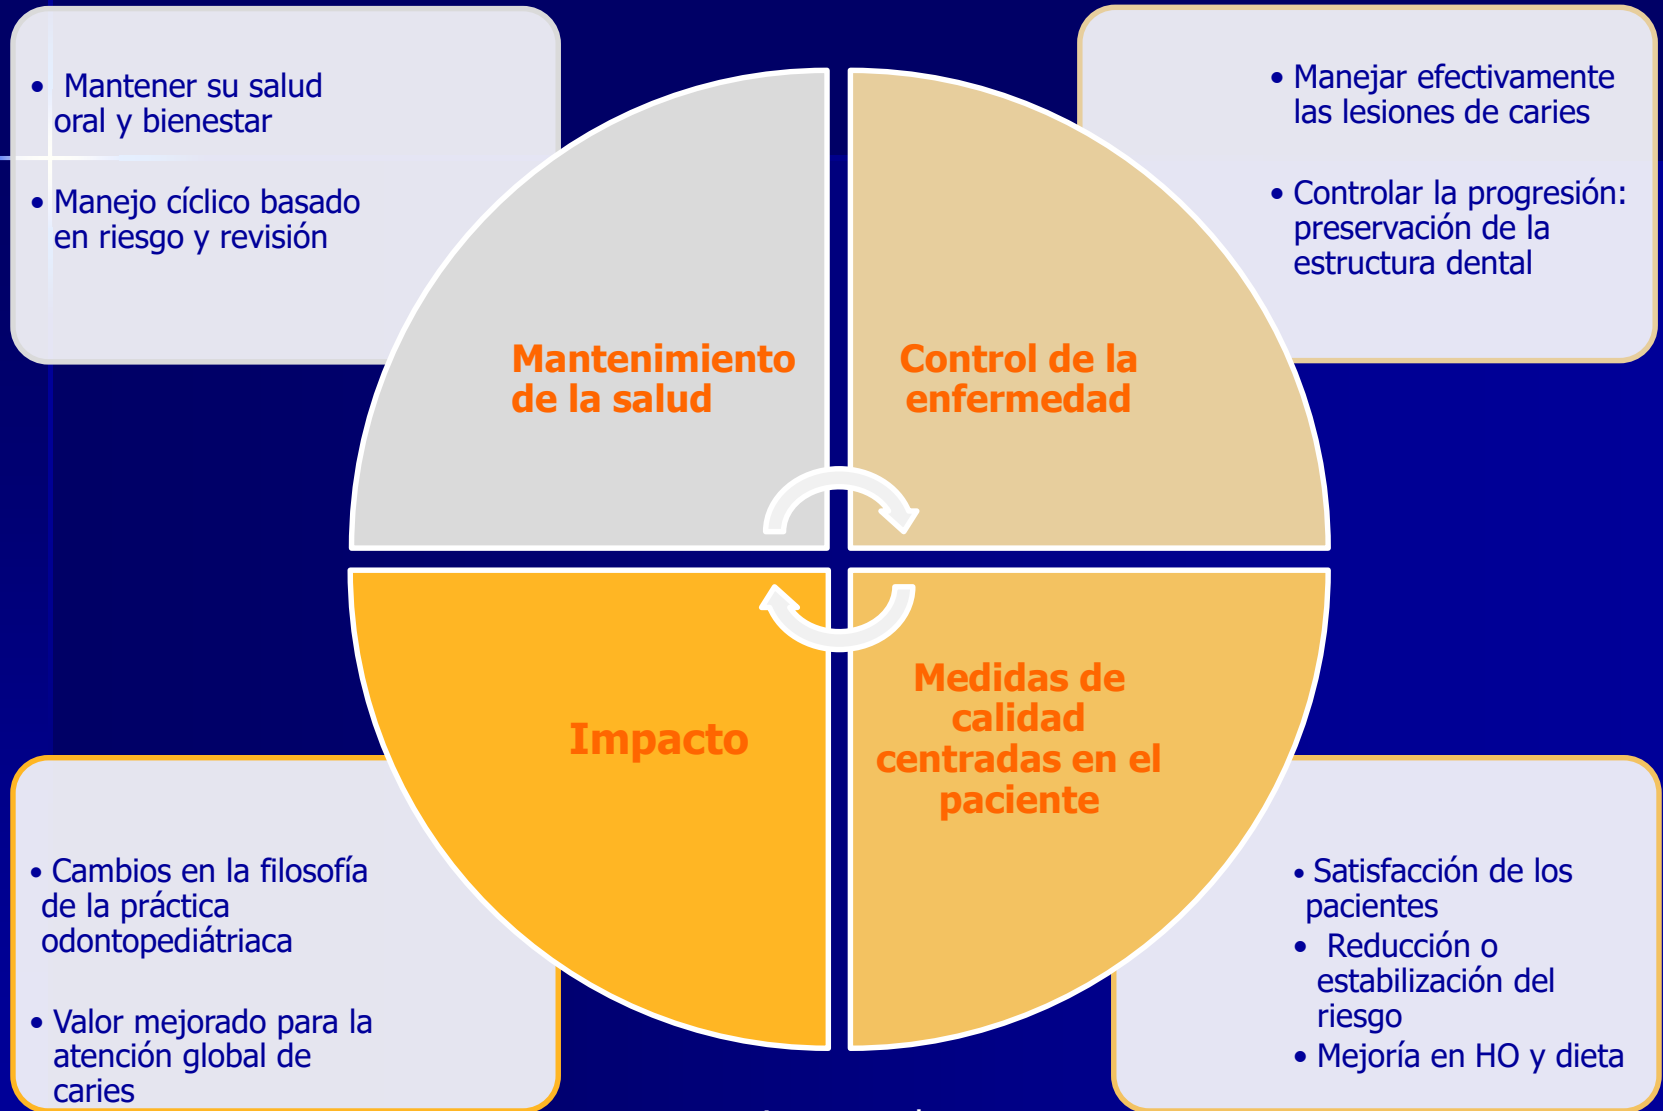 • Mantener su salud
oral y bienestar
• Manejo cíclico basado
en riesgo y revisión
• Manejar efectivamente
las lesiones de caries
• Controlar la progresión:
preservación de la
estructura dental
Mantenimiento
de la salud
Control de la
enfermedad
Impacto
Medidas de
calidad
centradas en el
paciente
• Cambios en la filosofía
de la práctica
odontopediátriaca
• Valor mejorado para la
atención global de
caries
• Satisfacción de los
pacientes
• Reducción o
estabilización del
riesgo
• Mejoría en HO y dieta